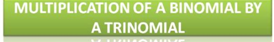 MULTIPLICATION OF A BINOMIAL BY
A TRINOMIAL